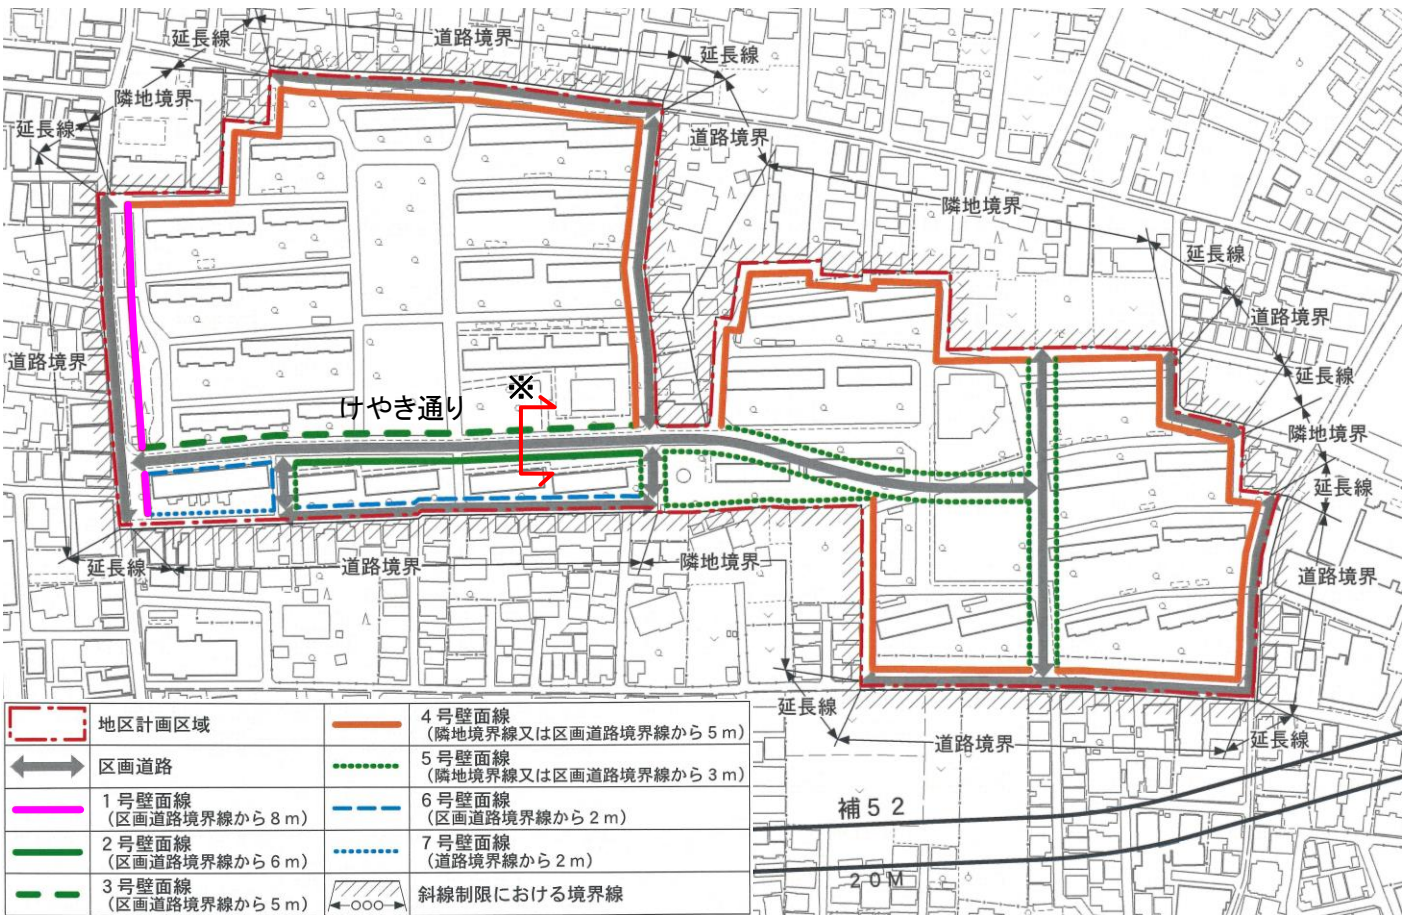 延長線
道路境界
延長線
隣地境界
延長線
道路境界
隣地境界
延長線
道路境界
道路境界
延長線
隣地境界
延長線
道路境界
けやき通り
※
延長線
道路境界
隣地境界
延長線
道路境界
延長線
補52
20M
地区計画区域
区画道路
1号壁面線
(区画道路境界線から8m)
2号壁面線
(区画道路境界線から6m)
3号壁面線
(区画道路境界線から5m)
4号壁面線
(隣地境界線又は区画道路境界線から5m)
5号壁面線
(隣地境界線又は区画道路境界線から3m)
6号壁面線
(区画道路境界線から2m)
7号壁面線
(道路境界線から2m)
斜線制限における境界線